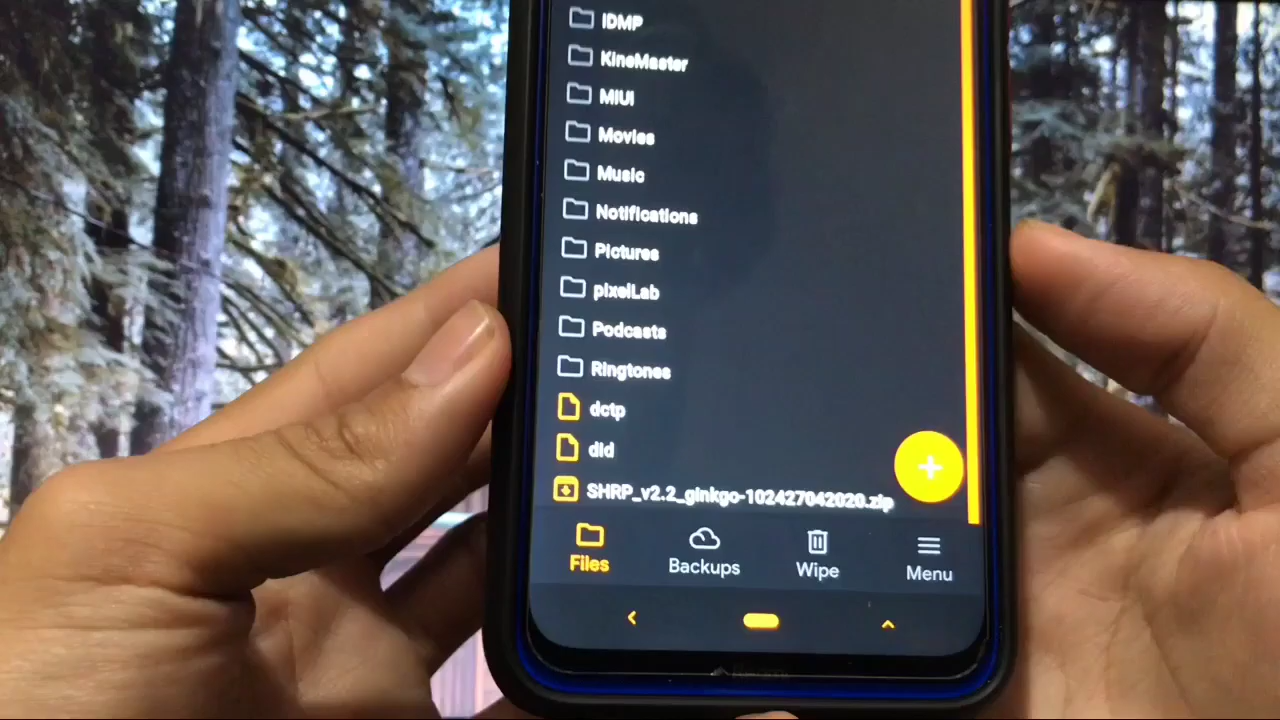 IDMP
KineMaster
MIUI
Movies
Music
Notifications
Pictures
pixelLab
Podcasts
Ringtones
dctp
did
SHRP_v2.2_ginkgo-102427042020.zip
Files
Backups
Wipe
Menu